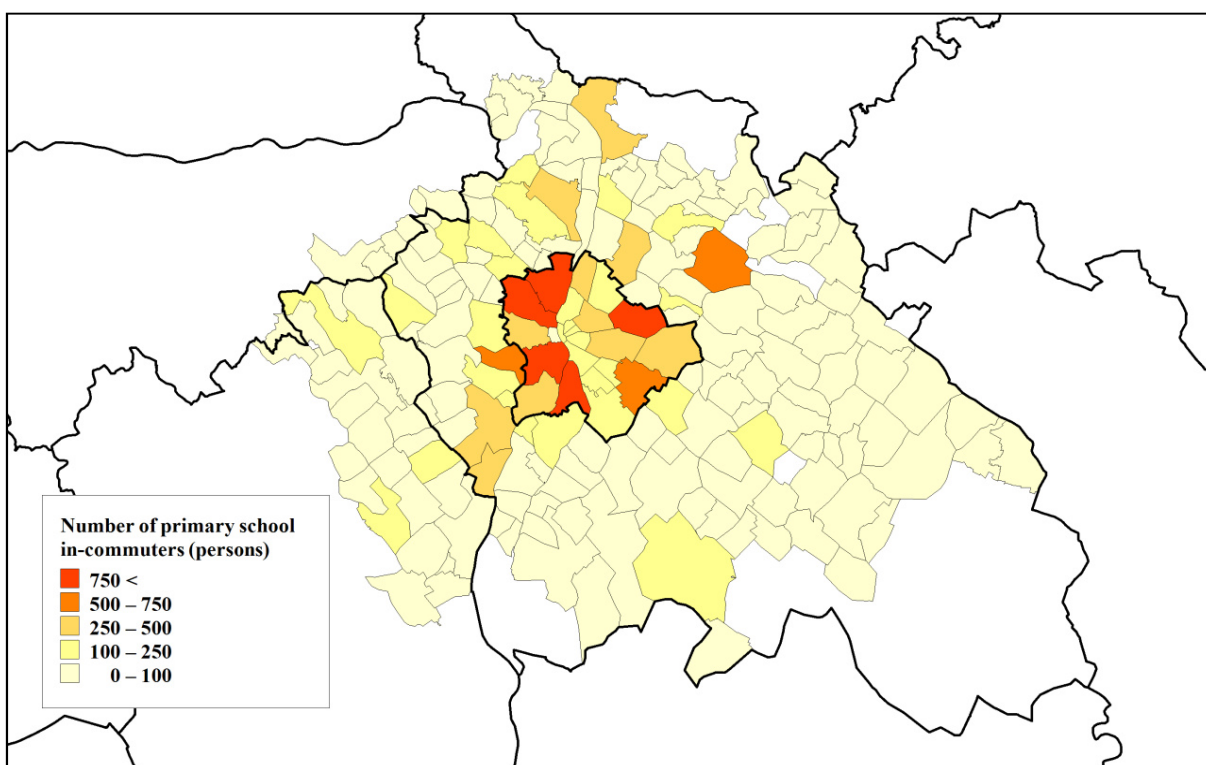 Number of primary school
in-commuters (persons)
750 <
500 – 750
250 – 500
100 – 250
0 – 100